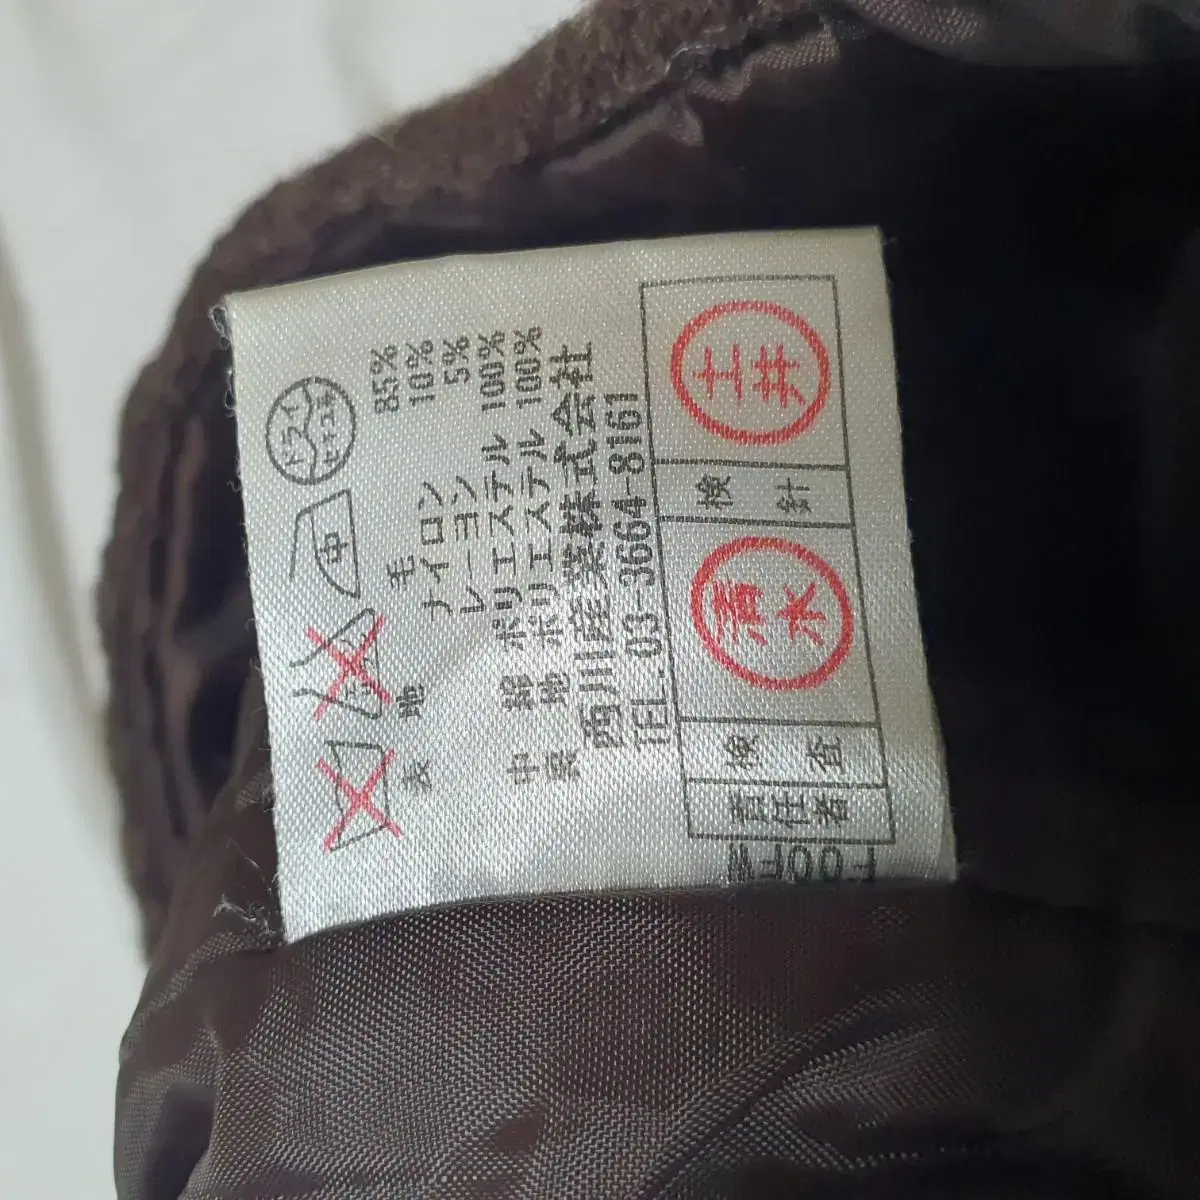 ドライ
セキユ系
中
表地 毛 85%
ナイロン 10%
レーヨン 5%
中綿 ポリエステル 100%
裏地 ポリエステル 100%
西川産業株式会社
TEL.03-3664-8161
責任者 検査 清水 検針 土井